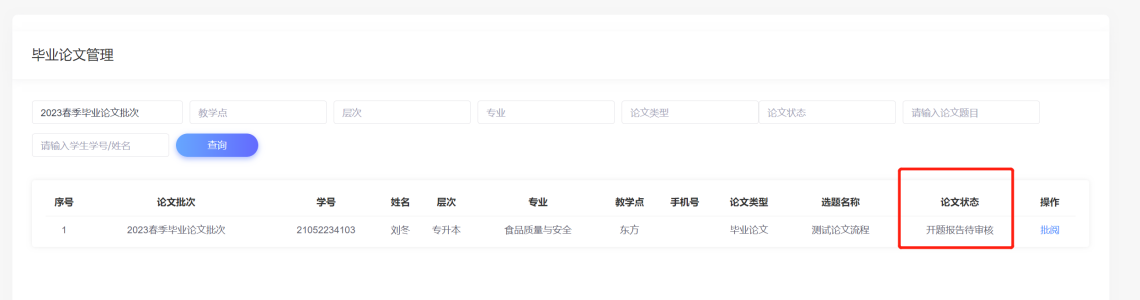 毕业论文管理
2023春季毕业论文批次 教学点 层次 专业 论文类型 论文状态 请输入论文题目
请输入学生学号/姓名 查询
序号 论文批次 学号 姓名 层次 专业 教学点 手机号 论文类型 选题名称 论文状态 操作
1 2023春季毕业论文批次 21052234103 刘冬 专升本 食品质量与安全 东方 毕业论文 测试论文流程 开题报告待审核 批阅